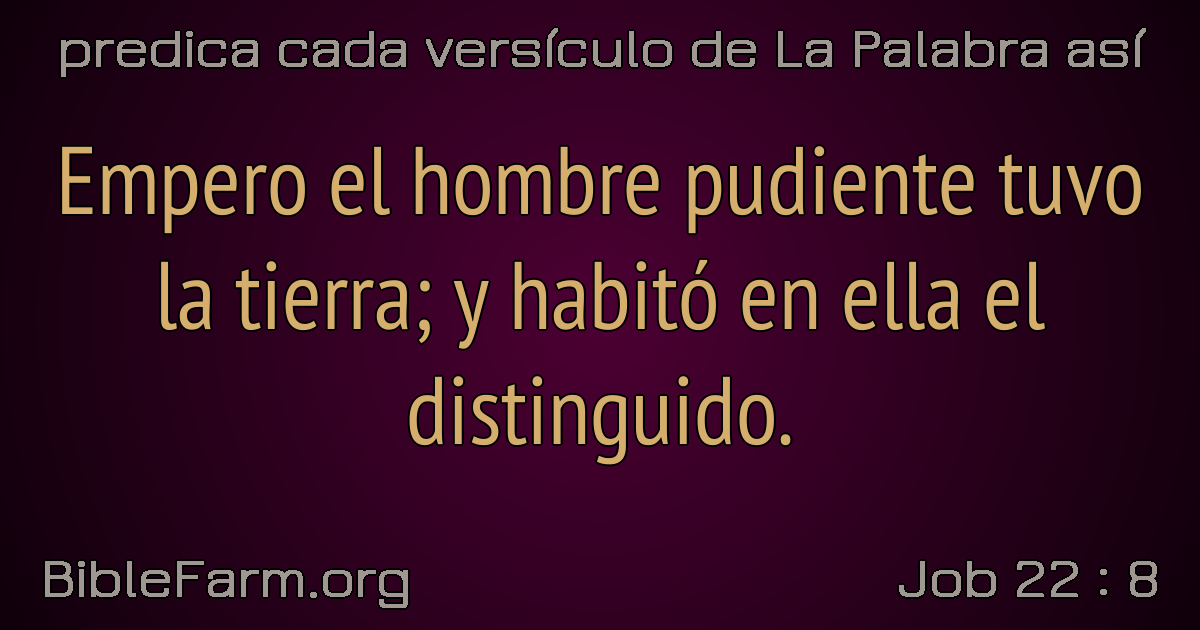 predica cada versículo de La Palabra así
Empero el hombre pudiente tuvo
la tierra; y habitó en ella el
distinguido.
BibleFarm.org
Job 22 : 8